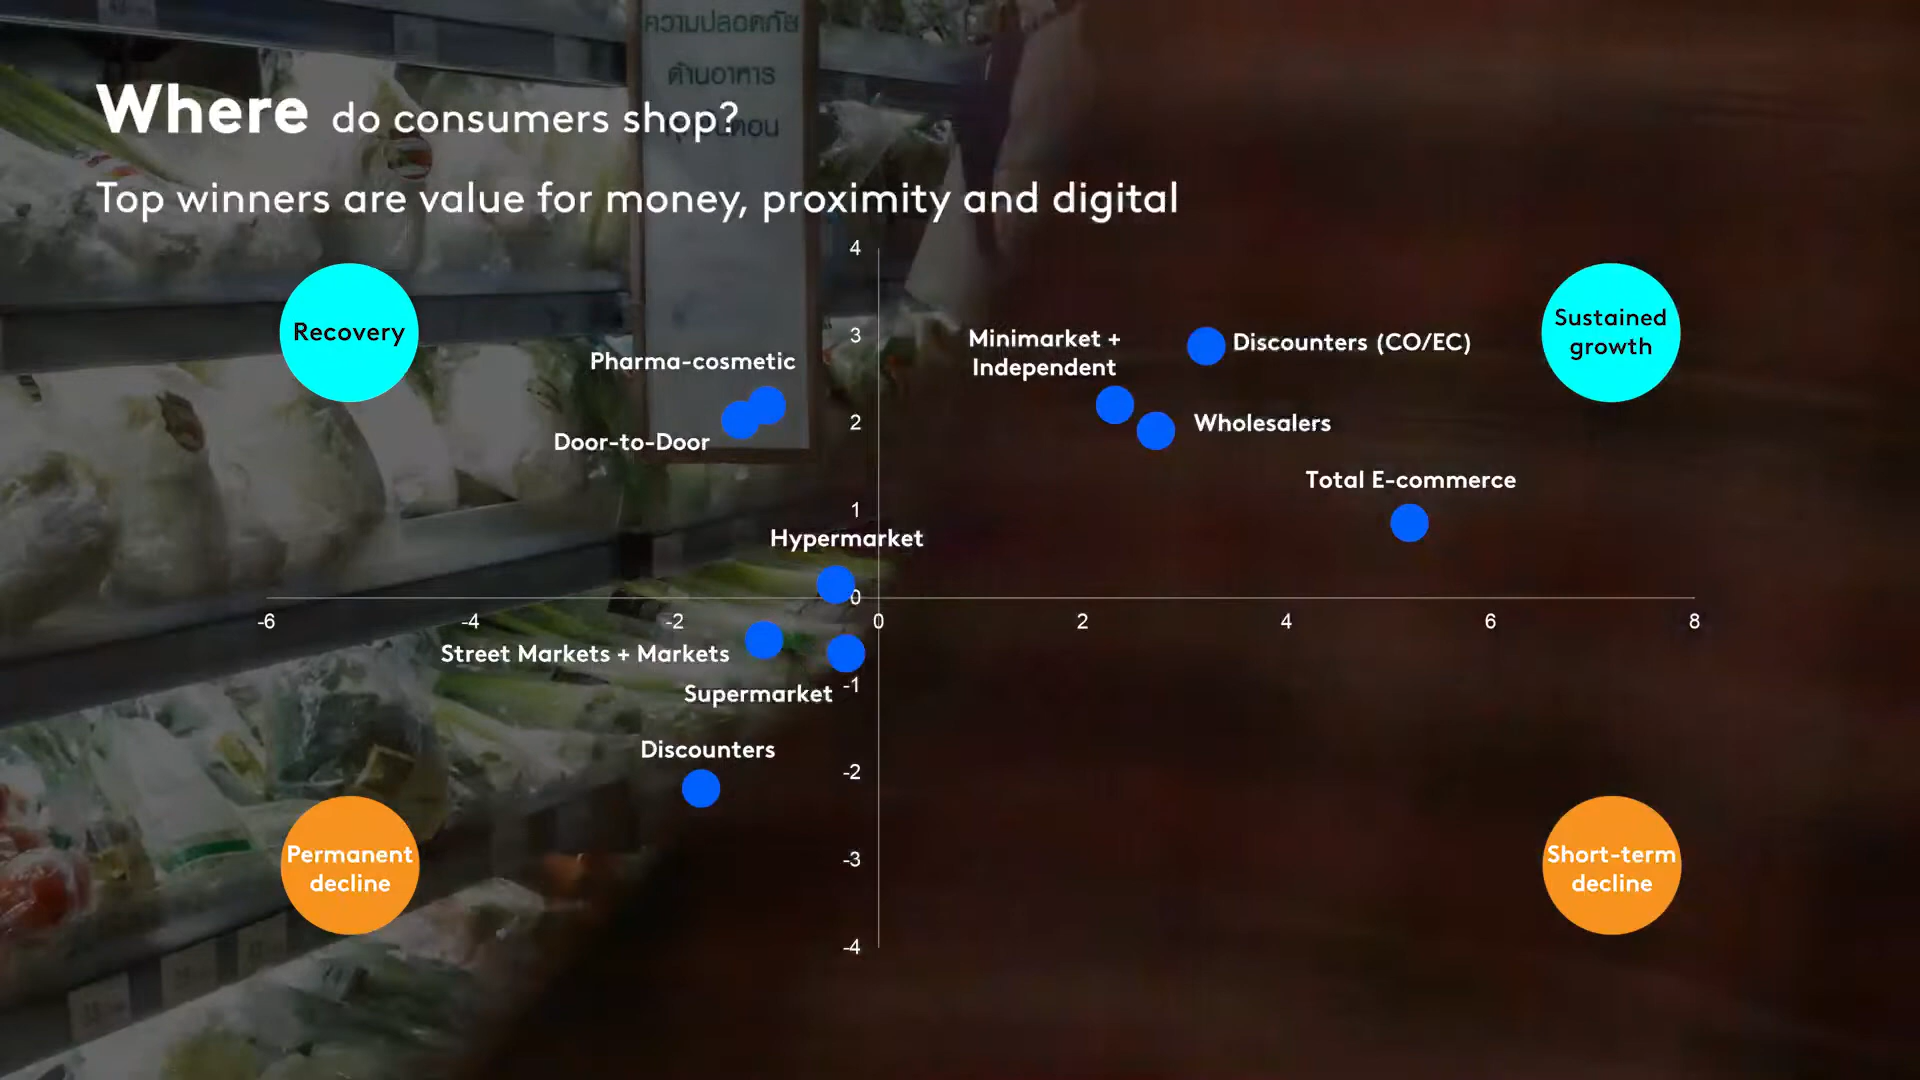 ความปลอดภัย
ด้านอาหาร
Where do consumers shop?
Top winners are value for money, proximity and digital
4
Recovery
Sustained
growth
3
Minimarket +
Independent
Discounters (CO/EC)
Pharma-cosmetic
2
Door-to-Door
Wholesalers
Total E-commerce
1
Hypermarket
0
-6 -4 -2 0 2 4 6 8
Street Markets + Markets
-1
Supermarket
Discounters
-2
-3
Permanent
decline
Short-term
decline
-4